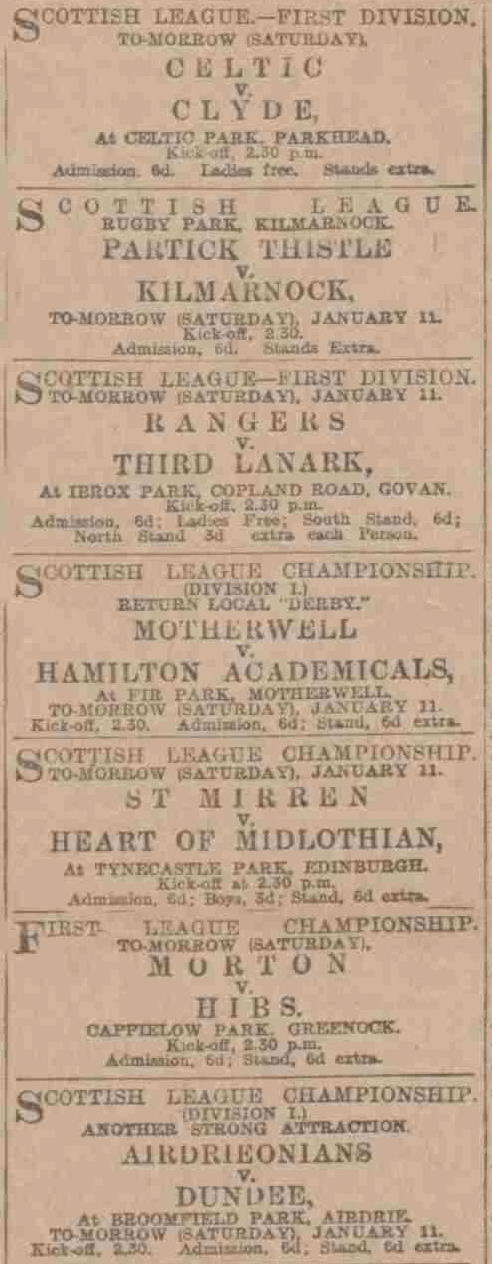 SCOTTISH LEAGUE.—FIRST DIVISION.
TO-MORROW (SATURDAY),
CELTIC
v.
CLYDE,
At CELTIC PARK, PARKHEAD.
Kick-off, 2.30 p.m.
Admission, 6d. Ladies free. Stands extra.
SCOTTISH LEAGUE.
RUGBY PARK, KILMARNOCK.
PARTICK THISTLE
v.
KILMARNOCK,
TO-MORROW (SATURDAY), JANUARY 11.
Kick-off, 2.30.
Admission, 6d. Stands Extra.
SCOTTISH LEAGUE—FIRST DIVISION.
TO-MORROW (SATURDAY), JANUARY 11.
RANGERS
v.
THIRD LANARK,
At IBROX PARK, COPLAND ROAD, GOVAN.
Kick-off, 2.30 p.m.
Admission, 6d; Ladies Free; South Stand, 6d;
North Stand 3d extra each Person.
SCOTTISH LEAGUE CHAMPIONSHIP.
(DIVISION I.)
RETURN LOCAL "DERBY."
MOTHERWELL
v.
HAMILTON ACADEMICALS,
At FIR PARK, MOTHERWELL,
TO-MORROW (SATURDAY), JANUARY 11.
Kick-off, 2.30. Admission, 6d; Stand, 6d extra.
SCOTTISH LEAGUE CHAMPIONSHIP.
TO-MORROW (SATURDAY), JANUARY 11.
ST MIRREN
v.
HEART OF MIDLOTHIAN,
At TYNECASTLE PARK, EDINBURGH.
Kick-off at 2.30 p.m.
Admission, 6d; Boys, 3d; Stand, 6d extra.
FIRST LEAGUE CHAMPIONSHIP.
TO-MORROW (SATURDAY),
MORTON
v.
HIBS.
CAPPIELOW PARK, GREENOCK.
Kick-off, 2.30 p.m.
Admission, 6d; Stand, 6d extra.
SCOTTISH LEAGUE CHAMPIONSHIP.
(DIVISION I.)
ANOTHER STRONG ATTRACTION.
AIRDRIEONIANS
v.
DUNDEE,
At BROOMFIELD PARK, AIRDRIE.
TO-MORROW (SATURDAY), JANUARY 11.
Kick-off, 2.30. Admission, 6d; Stand, 6d extra.